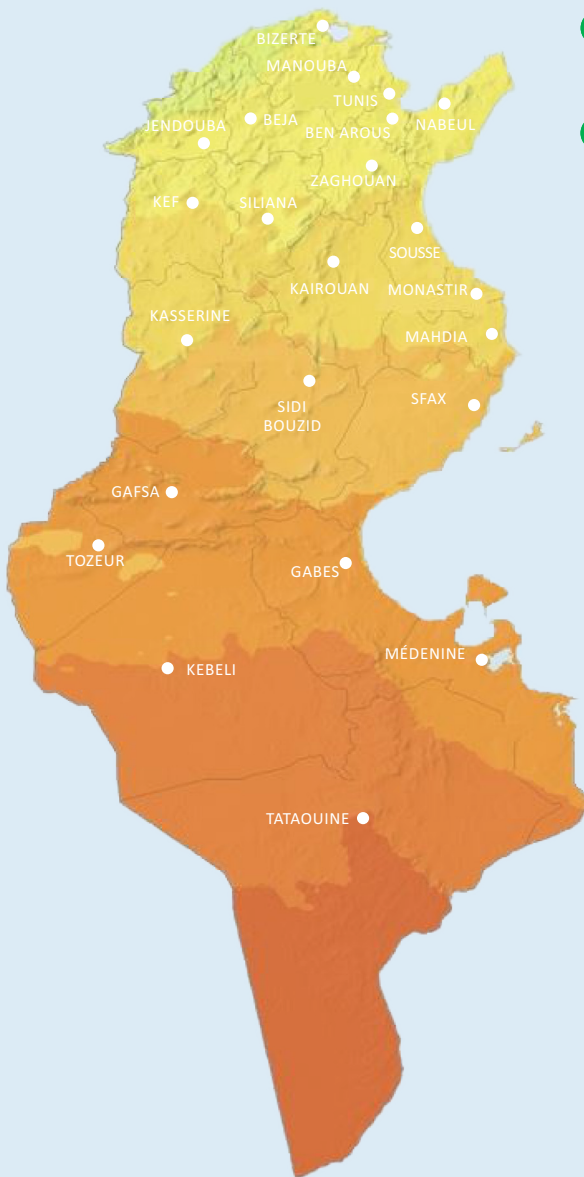 BIZERTE
MANOUBA
TUNIS
NABEUL
BEJA
JENDOUBA
BEN AROUS
ZAGHOUAN
KEF
SILIANA
SOUSSE
KAIROUAN
MONASTIR
KASSERINE
MAHDIA
SIDI
BOUZID
SFAX
GAFSA
TOZEUR
GABES
MÉDENINE
KEBELI
TATAOUINE